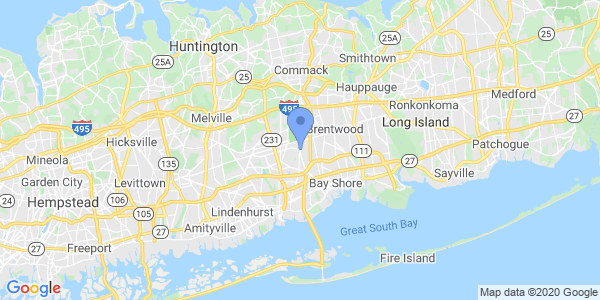 Huntington
Smithtown
25A
25A
Commack
25
Hauppauge
495
Ronkonkoma
Medford
Melville
Brentwood
Long Island
27
495
Hicksville
231
111
Patchogue
Mineola
135
27
Sayville
Garden City
Levittown
Bay Shore
24
106
105
Hempstead
Lindenhurst
27
Amityville
Great South Bay
27
Freeport
Fire Island
Google
Map data ©2020 Google